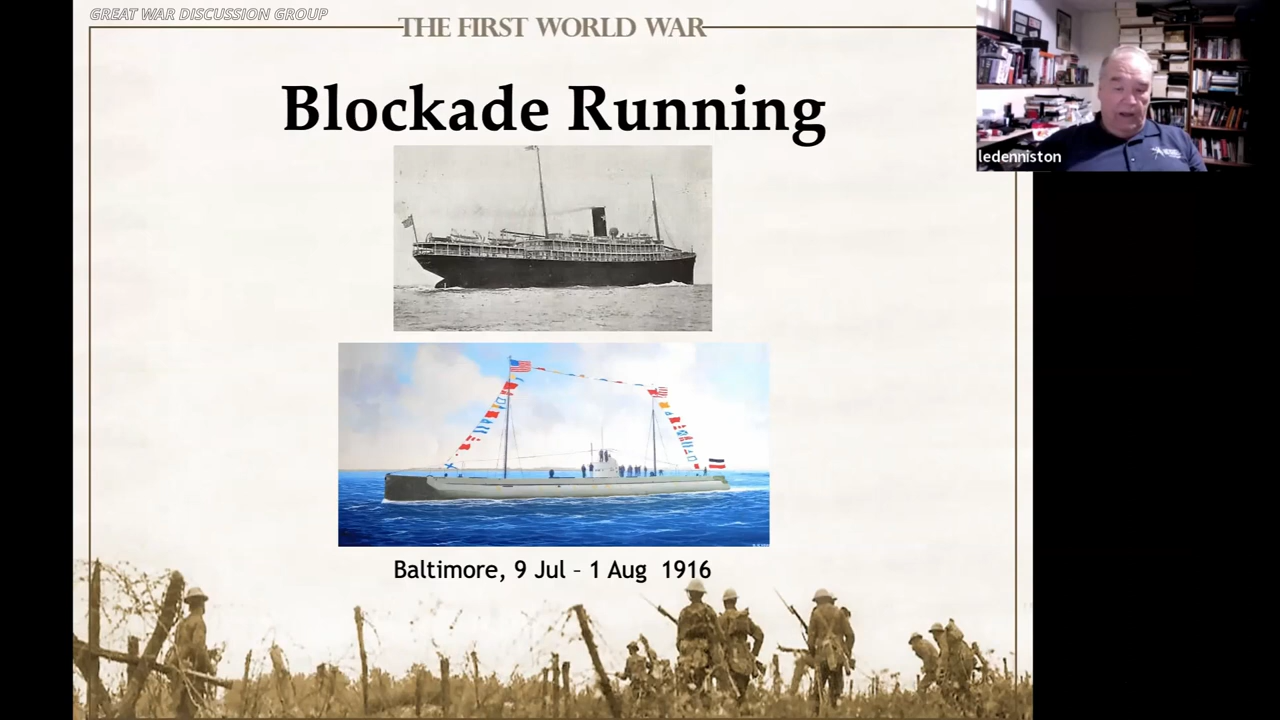 GREAT WAR DISCUSSION GROUP
THE FIRST WORLD WAR
Blockade Running
ledenniston
Baltimore, 9 Jul – 1 Aug 1916